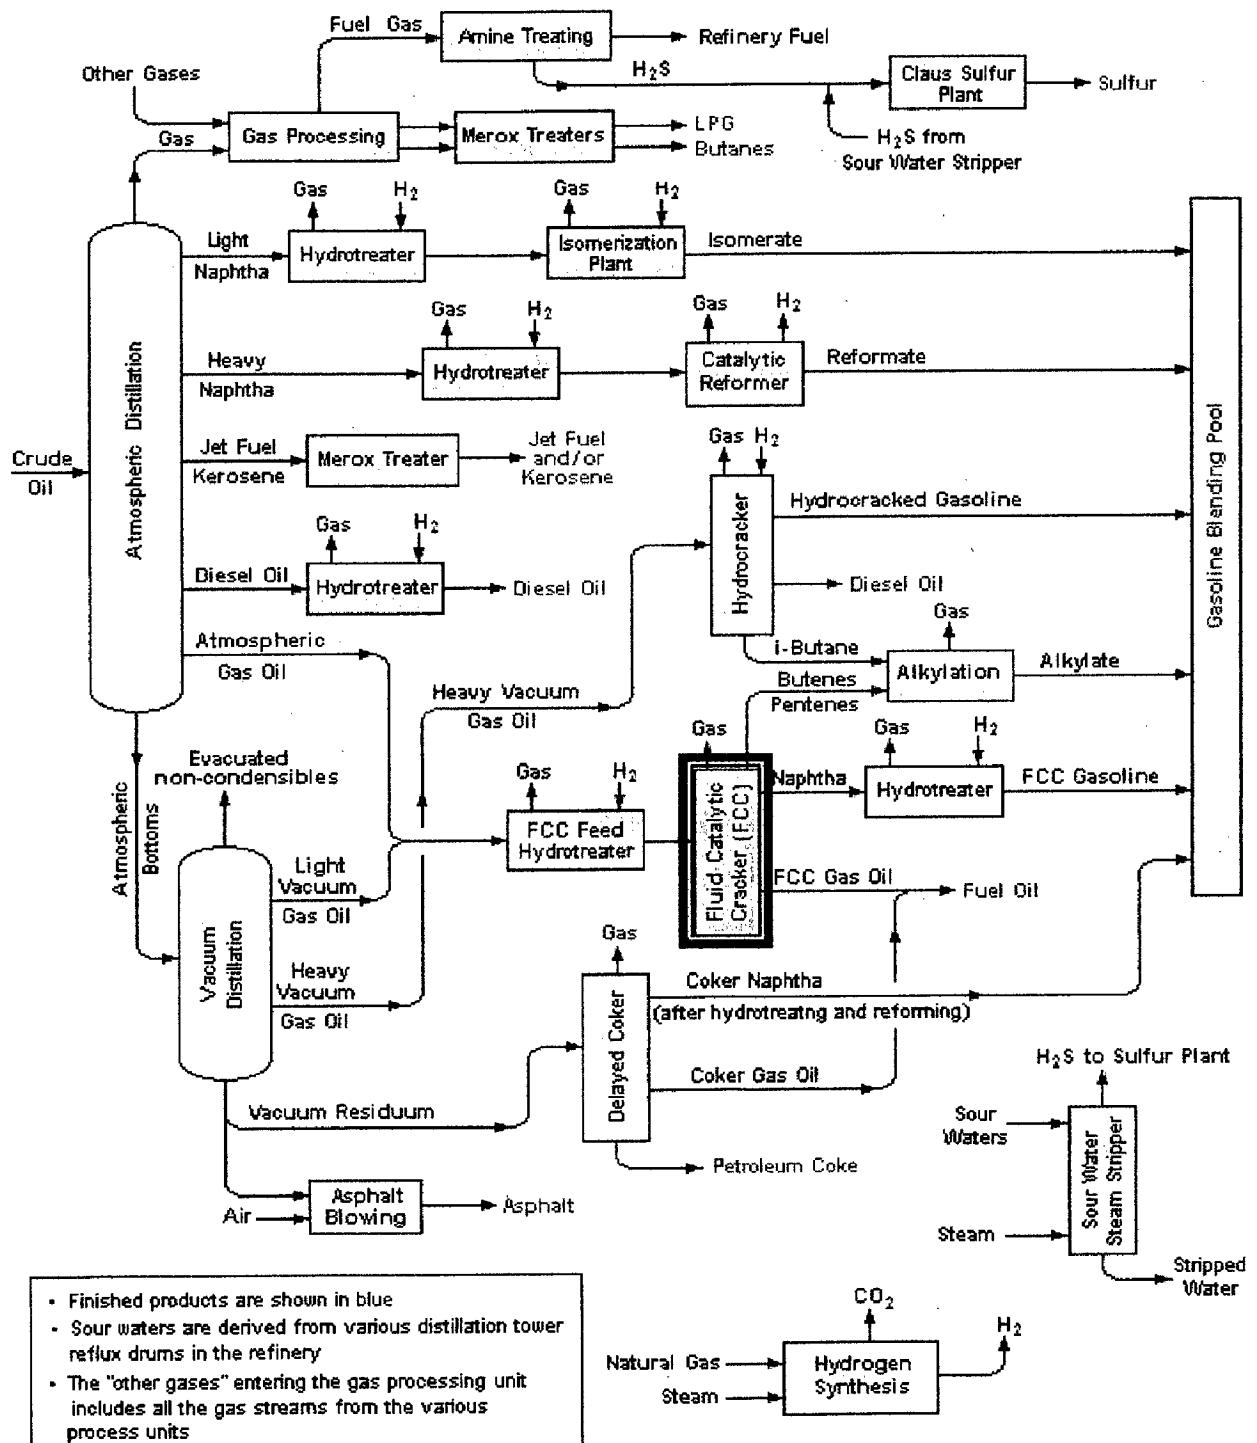 Fuel Gas
Amine Treating
Refinery Fuel
H₂S
Other Gases
Claus Sulfur
Plant
Sulfur
Gas
Gas Processing
Merox Treaters
LPG
Butanes
H₂S from
Sour Water Stripper
Gas
H₂
Gas
H₂
Light
Naphtha
Hydrotreater
Isomerization
Plant
Isomerate
Gas
H₂
Gas
H₂
Heavy
Naphtha
Hydrotreater
Catalytic
Reformer
Reformate
Crude
Oil
Atmospheric Distillation
Jet Fuel
Kerosene
Merox Treater
Jet Fuel
and/or
Kerosene
Gas
H₂
Hydrocracker
Hydrocracked Gasoline
Gasoline Blending Pool
Gas
H₂
Diesel Oil
Hydrotreater
Diesel Oil
Diesel Oil
Atmospheric
Gas Oil
i-Butane
Gas
Butenes
Pentenes
Alkylation
Alkylate
Heavy Vacuum
Gas Oil
Atmospheric
Bottoms
Evacuated
non-condensibles
Gas
H₂
FCC Feed
Hydrotreater
Gas
Fluid Catalytic
Cracker (FCC)
Naphtha
Gas
H₂
Hydrotreater
FCC Gasoline
Vacuum
Distillation
Light
Vacuum
Gas Oil
FCC Gas Oil
Fuel Oil
Heavy
Vacuum
Gas Oil
Gas
Delayed Coker
Coker Naphtha
(after hydrotreatng and reforming)
Coker Gas Oil
Vacuum Residuum
Petroleum Coke
Air
Asphalt
Blowing
Asphalt
H₂S to Sulfur Plant
Sour
Waters
Sour Water
Steam Stripper
Steam
Stripped
Water
• Finished products are shown in blue
• Sour waters are derived from various distillation tower
reflux drums in the refinery
• The "other gases" entering the gas processing unit
includes all the gas streams from the various
process units
CO₂
H₂
Natural Gas
Steam
Hydrogen
Synthesis